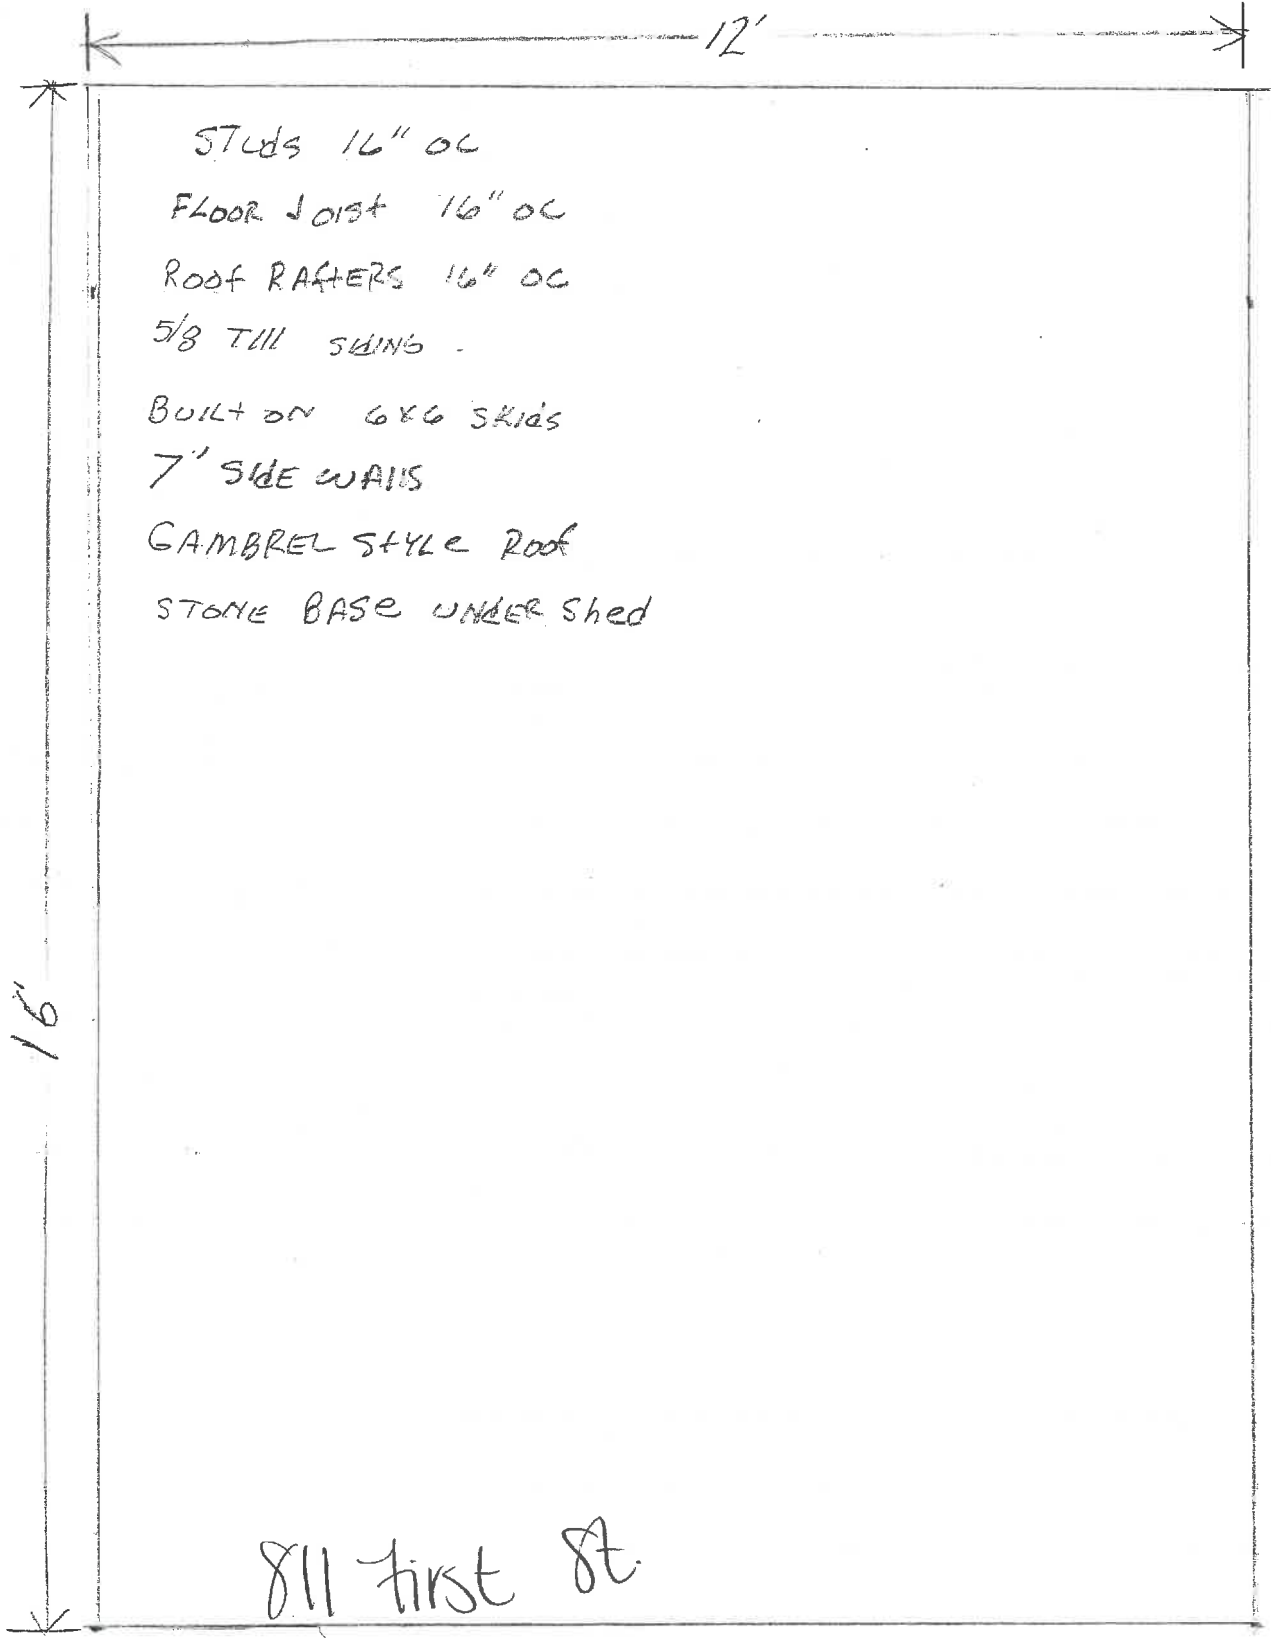 12'
STUds 16" OC
FLOOR JOIST 16" OC
ROOf RAftERS 16" OC
5/8 T111 SIdING
BUILt ON 6x6 SKIdS
7' SIdE WAllS
GAMBREL StYLe Roof
STONE BASe UNdER Shed
16'
811 First St.